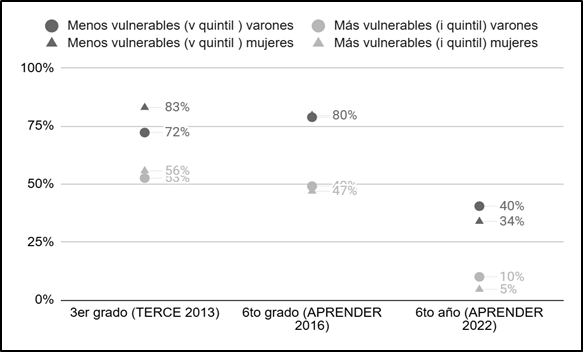 Menos vulnerables (v quintil ) varones
Más vulnerables (i quintil) varones
Menos vulnerables (v quintil ) mujeres
Más vulnerables (i quintil) mujeres
100%
75%
50%
25%
0%
83%
72%
56%
53%
80%
47%
40%
34%
10%
5%
3er grado (TERCE 2013)
6to grado (APRENDER
2016)
6to año (APRENDER
2022)